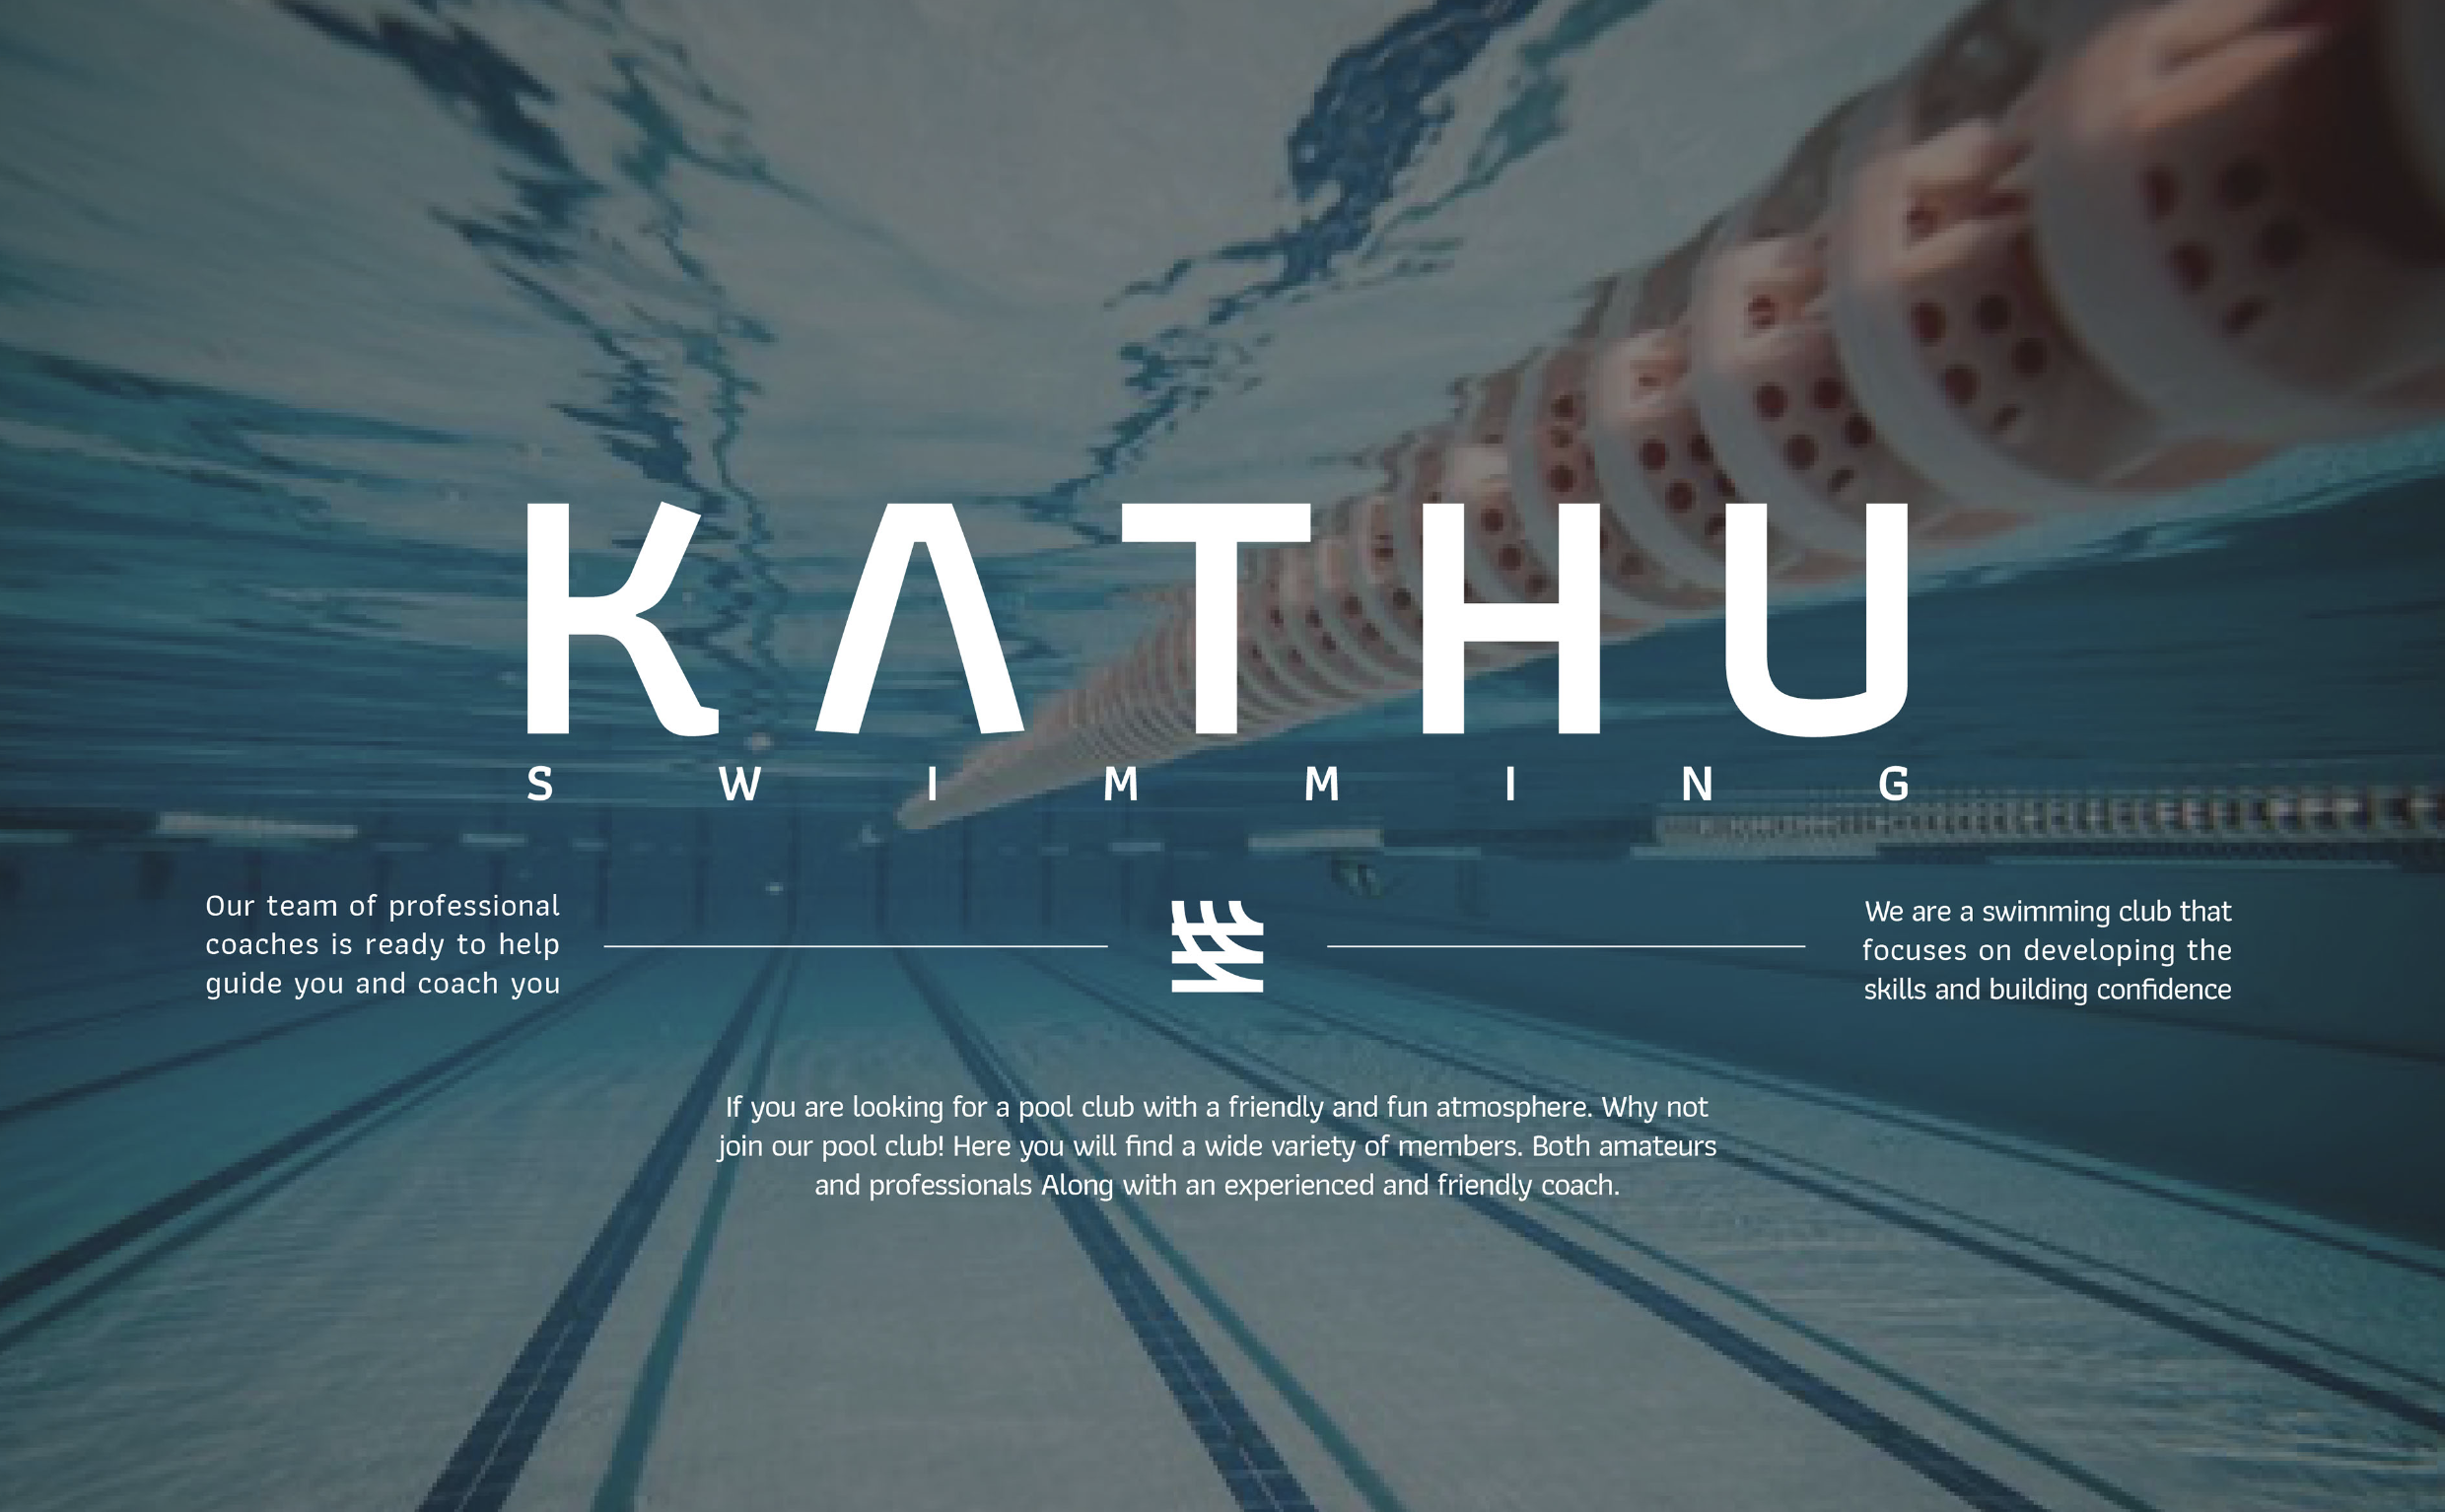 KATHU
SWIMMING
Our team of professional
coaches is ready to help
guide you and coach you
We are a swimming club that
focuses on developing the
skills and building confidence
If you are looking for a pool club with a friendly and fun atmosphere. Why not
join our pool club! Here you will find a wide variety of members. Both amateurs
and professionals Along with an experienced and friendly coach.